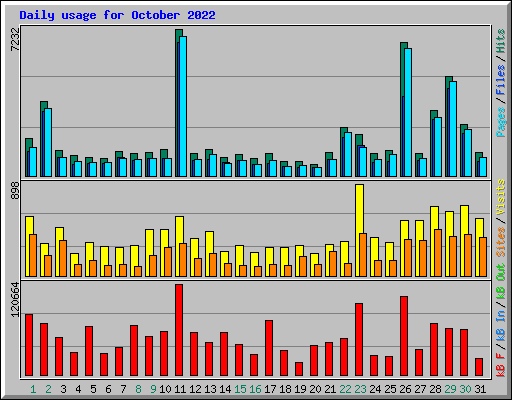 Daily usage for October 2022
7232
Pages / Files / Hits
898
Sites / Visits
120664
kB F / kB In / kB Out
1 2 3 4 5 6 7 8 9 10 11 12 13 14 15 16 17 18 19 20 21 22 23 24 25 26 27 28 29 30 31